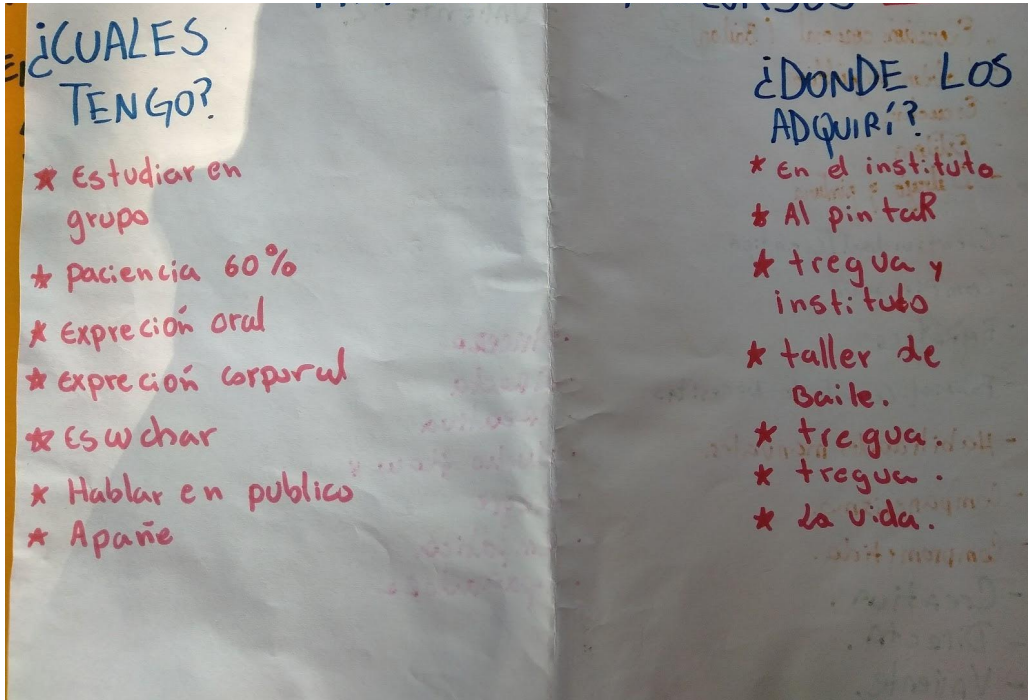 ¿CUALES
TENGO?
* Estudiar en
grupo
* paciencia 60%
* Expreción oral
* expreción corporal
* Escuchar
* Hablar en publico
* Apañe
¿DONDE LOS
ADQUIRÍ?
* En el instituto
* Al pintaR
* tregua y
instituto
* taller de
Baile.
* tregua.
* tregua.
* La vida.